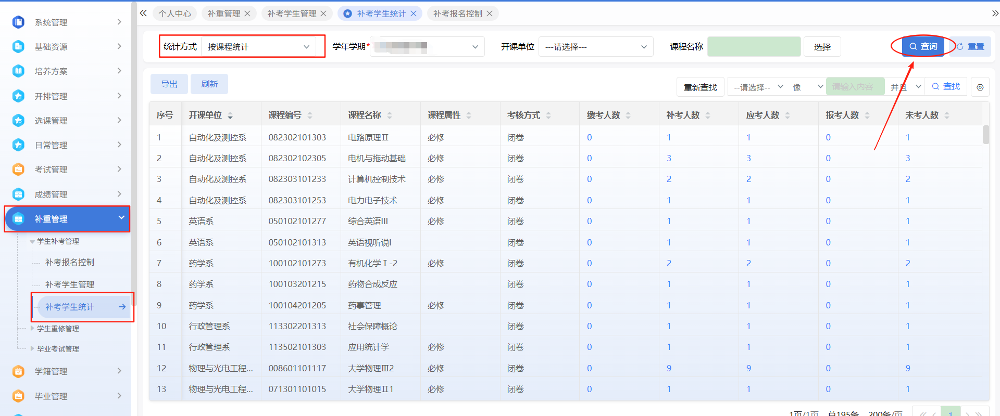 个人中心 补重管理 补考学生管理 补考学生统计 补考报名控制
系统管理
基础资源
培养方案
开排管理
选课管理
日常管理
考试管理
成绩管理
补重管理
学生补考管理
补考报名控制
补考学生管理
补考学生统计
学生重修管理
毕业考试管理
学籍管理
毕业管理
统计方式 按课程统计 学年学期* 开课单位 ---请选择--- 课程名称 选择 查询 重置
导出 刷新 重新查找 --请选择-- 像 请输入内容 并且 查找
序号 开课单位 课程编号 课程名称 课程属性 考核方式 缓考人数 补考人数 应考人数 报考人数 未考人数
1 自动化及测控系 082302101303 电路原理Ⅱ 必修 闭卷 0 1 1 0 1
2 自动化及测控系 082302102305 电机与拖动基础 必修 闭卷 0 3 3 0 3
3 自动化及测控系 082303101233 计算机控制技术 必修 闭卷 0 2 2 0 2
4 自动化及测控系 082303101253 电力电子技术 必修 闭卷 0 1 1 0 1
5 英语系 050102101277 综合英语III 必修 闭卷 0 1 1 0 1
6 英语系 050102101313 英语视听说I 闭卷 0 1 1 0 1
7 药学系 100102101273 有机化学Ⅰ-2 必修 闭卷 0 2 2 0 2
8 药学系 100103201215 药物合成反应 闭卷 0 1 1 0 1
9 药学系 100104201205 药事管理 必修 闭卷 0 1 1 0 1
10 行政管理系 113302201313 社会保障概论 闭卷 0 1 1 0 1
11 行政管理系 113502101303 应用统计学 必修 闭卷 0 1 1 0 1
12 物理与光电工程... 008601101117 大学物理Ⅲ2 必修 闭卷 0 9 9 0 9
13 物理与光电工程... 071301101015 大学物理Ⅱ1 必修 闭卷 0 1 1 0 1
1页/1页 总195条 200条/页 1